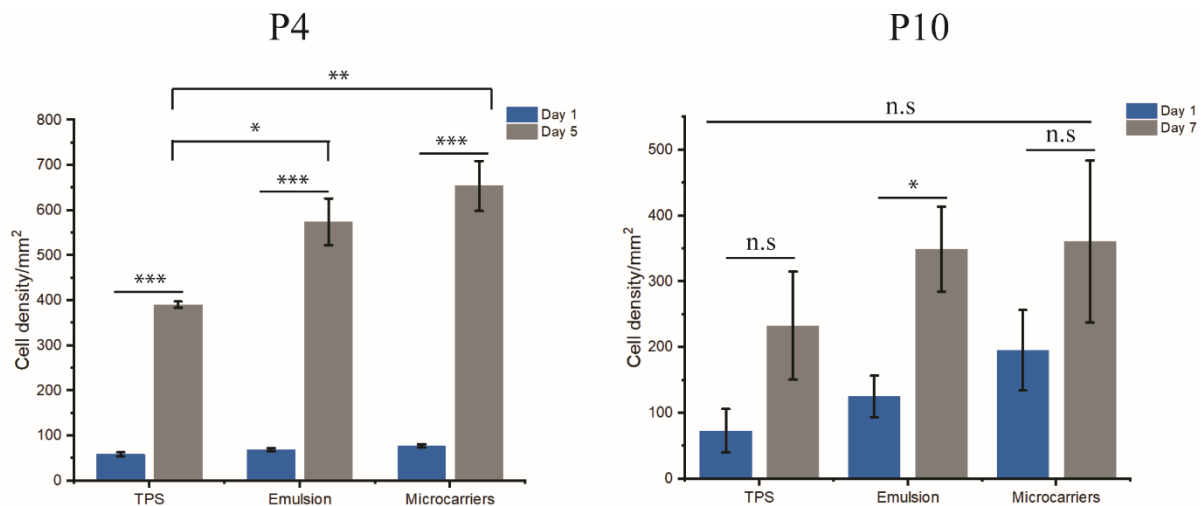 P4
**
Day 1
Day 5
*
***
***
***
800
700
600
500
400
300
200
100
0
Cell density/mm²
TPS
Emulsion
Microcarriers
P10
n.s
Day 1
Day 7
n.s
*
n.s
500
400
300
200
100
0
Cell density/mm²
TPS
Emulsion
Microcarriers